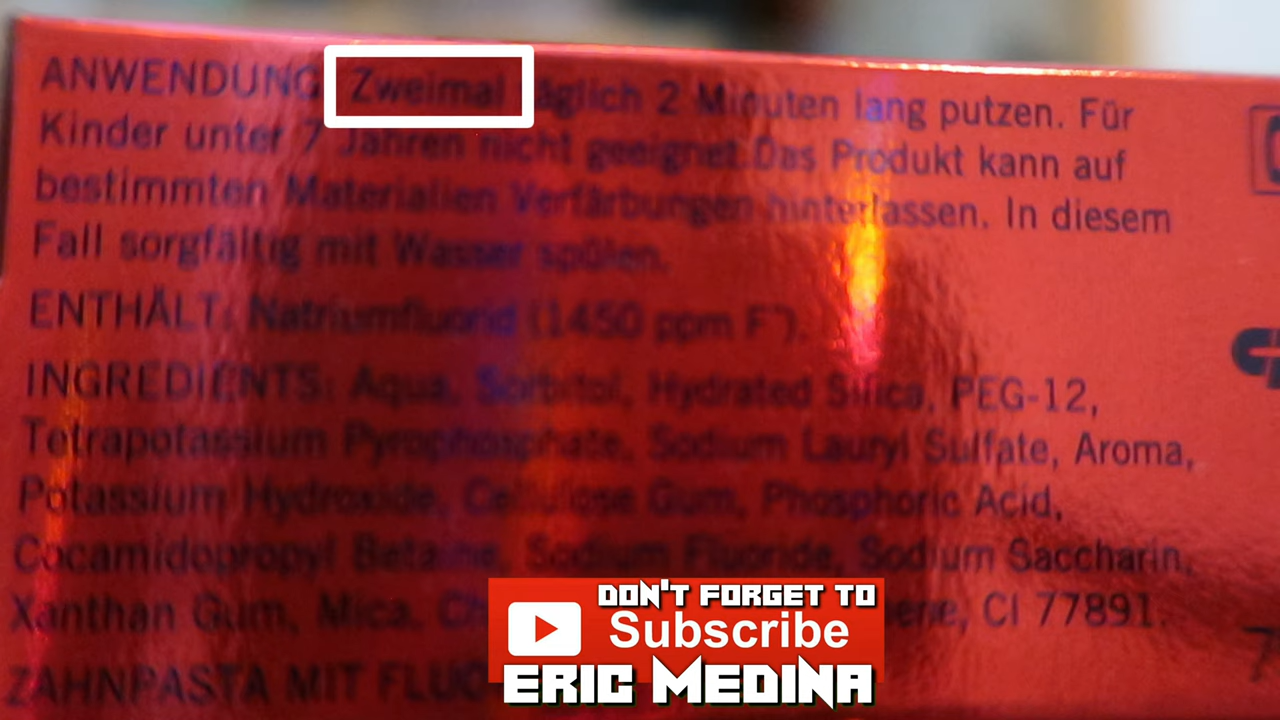 ANWENDUNG: Zweimal täglich 2 Minuten lang putzen. Für
Kinder unter 7 Jahren nicht geeignet. Das Produkt kann auf
bestimmten Materialien Verfärbungen hinterlassen. In diesem
Fall sorgfältig mit Wasser spülen.
ENTHÄLT: Natriumfluorid (1450 ppm F⁻).
INGREDIENTS: Aqua, Sorbitol, Hydrated Silica, PEG-12,
Tetrapotassium Pyrophosphate, Sodium Lauryl Sulfate, Aroma,
Potassium Hydroxide, Cellulose Gum, Phosphoric Acid,
Cocamidopropyl Betaine, Sodium Fluoride, Sodium Saccharin,
Xanthan Gum, Mica, CI 77891.
ZAHNPASTA MIT
DON'T FORGET TO
Subscribe
ERIC MEDINA